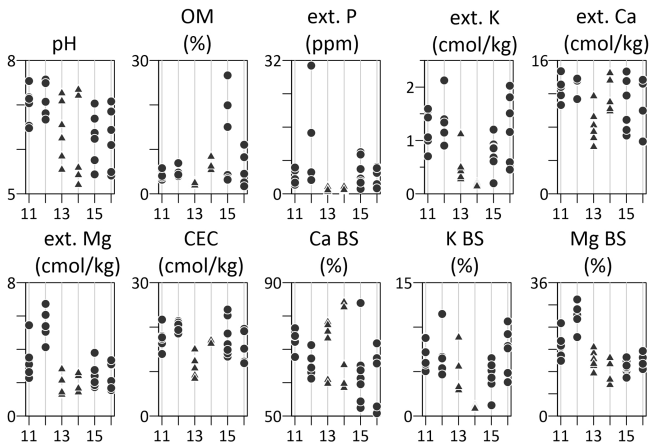 pH
OM
(%)
ext. P
(ppm)
ext. K
(cmol/kg)
ext. Ca
(cmol/kg)
8
5
11 13 15
30
0
11 13 15
32
0
11 13 15
2
1
0
11 13 15
16
0
11 13 15
ext. Mg
(cmol/kg)
CEC
(cmol/kg)
Ca BS
(%)
K BS
(%)
Mg BS
(%)
8
0
11 13 15
30
0
11 13 15
90
50
11 13 15
15
0
11 13 15
36
0
11 13 15